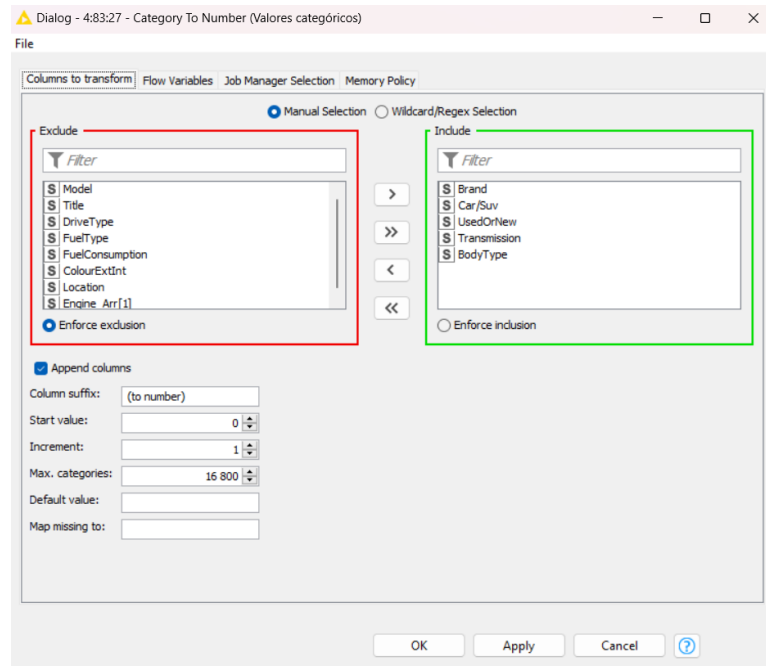 Dialog - 4:83:27 - Category To Number (Valores categóricos)
File
Columns to transform Flow Variables Job Manager Selection Memory Policy
Manual Selection Wildcard/Regex Selection
Exclude
Filter
S Model
S Title
S DriveType
S FuelType
S FuelConsumption
S ColourExtInt
S Location
S Engine_Arr[1]
Enforce exclusion
>
>>
<
<<
Include
Filter
S Brand
S Car/Suv
S UsedOrNew
S Transmission
S BodyType
Enforce inclusion
Append columns
Column suffix: (to number)
Start value: 0
Increment: 1
Max. categories: 16 800
Default value:
Map missing to:
OK Apply Cancel ?